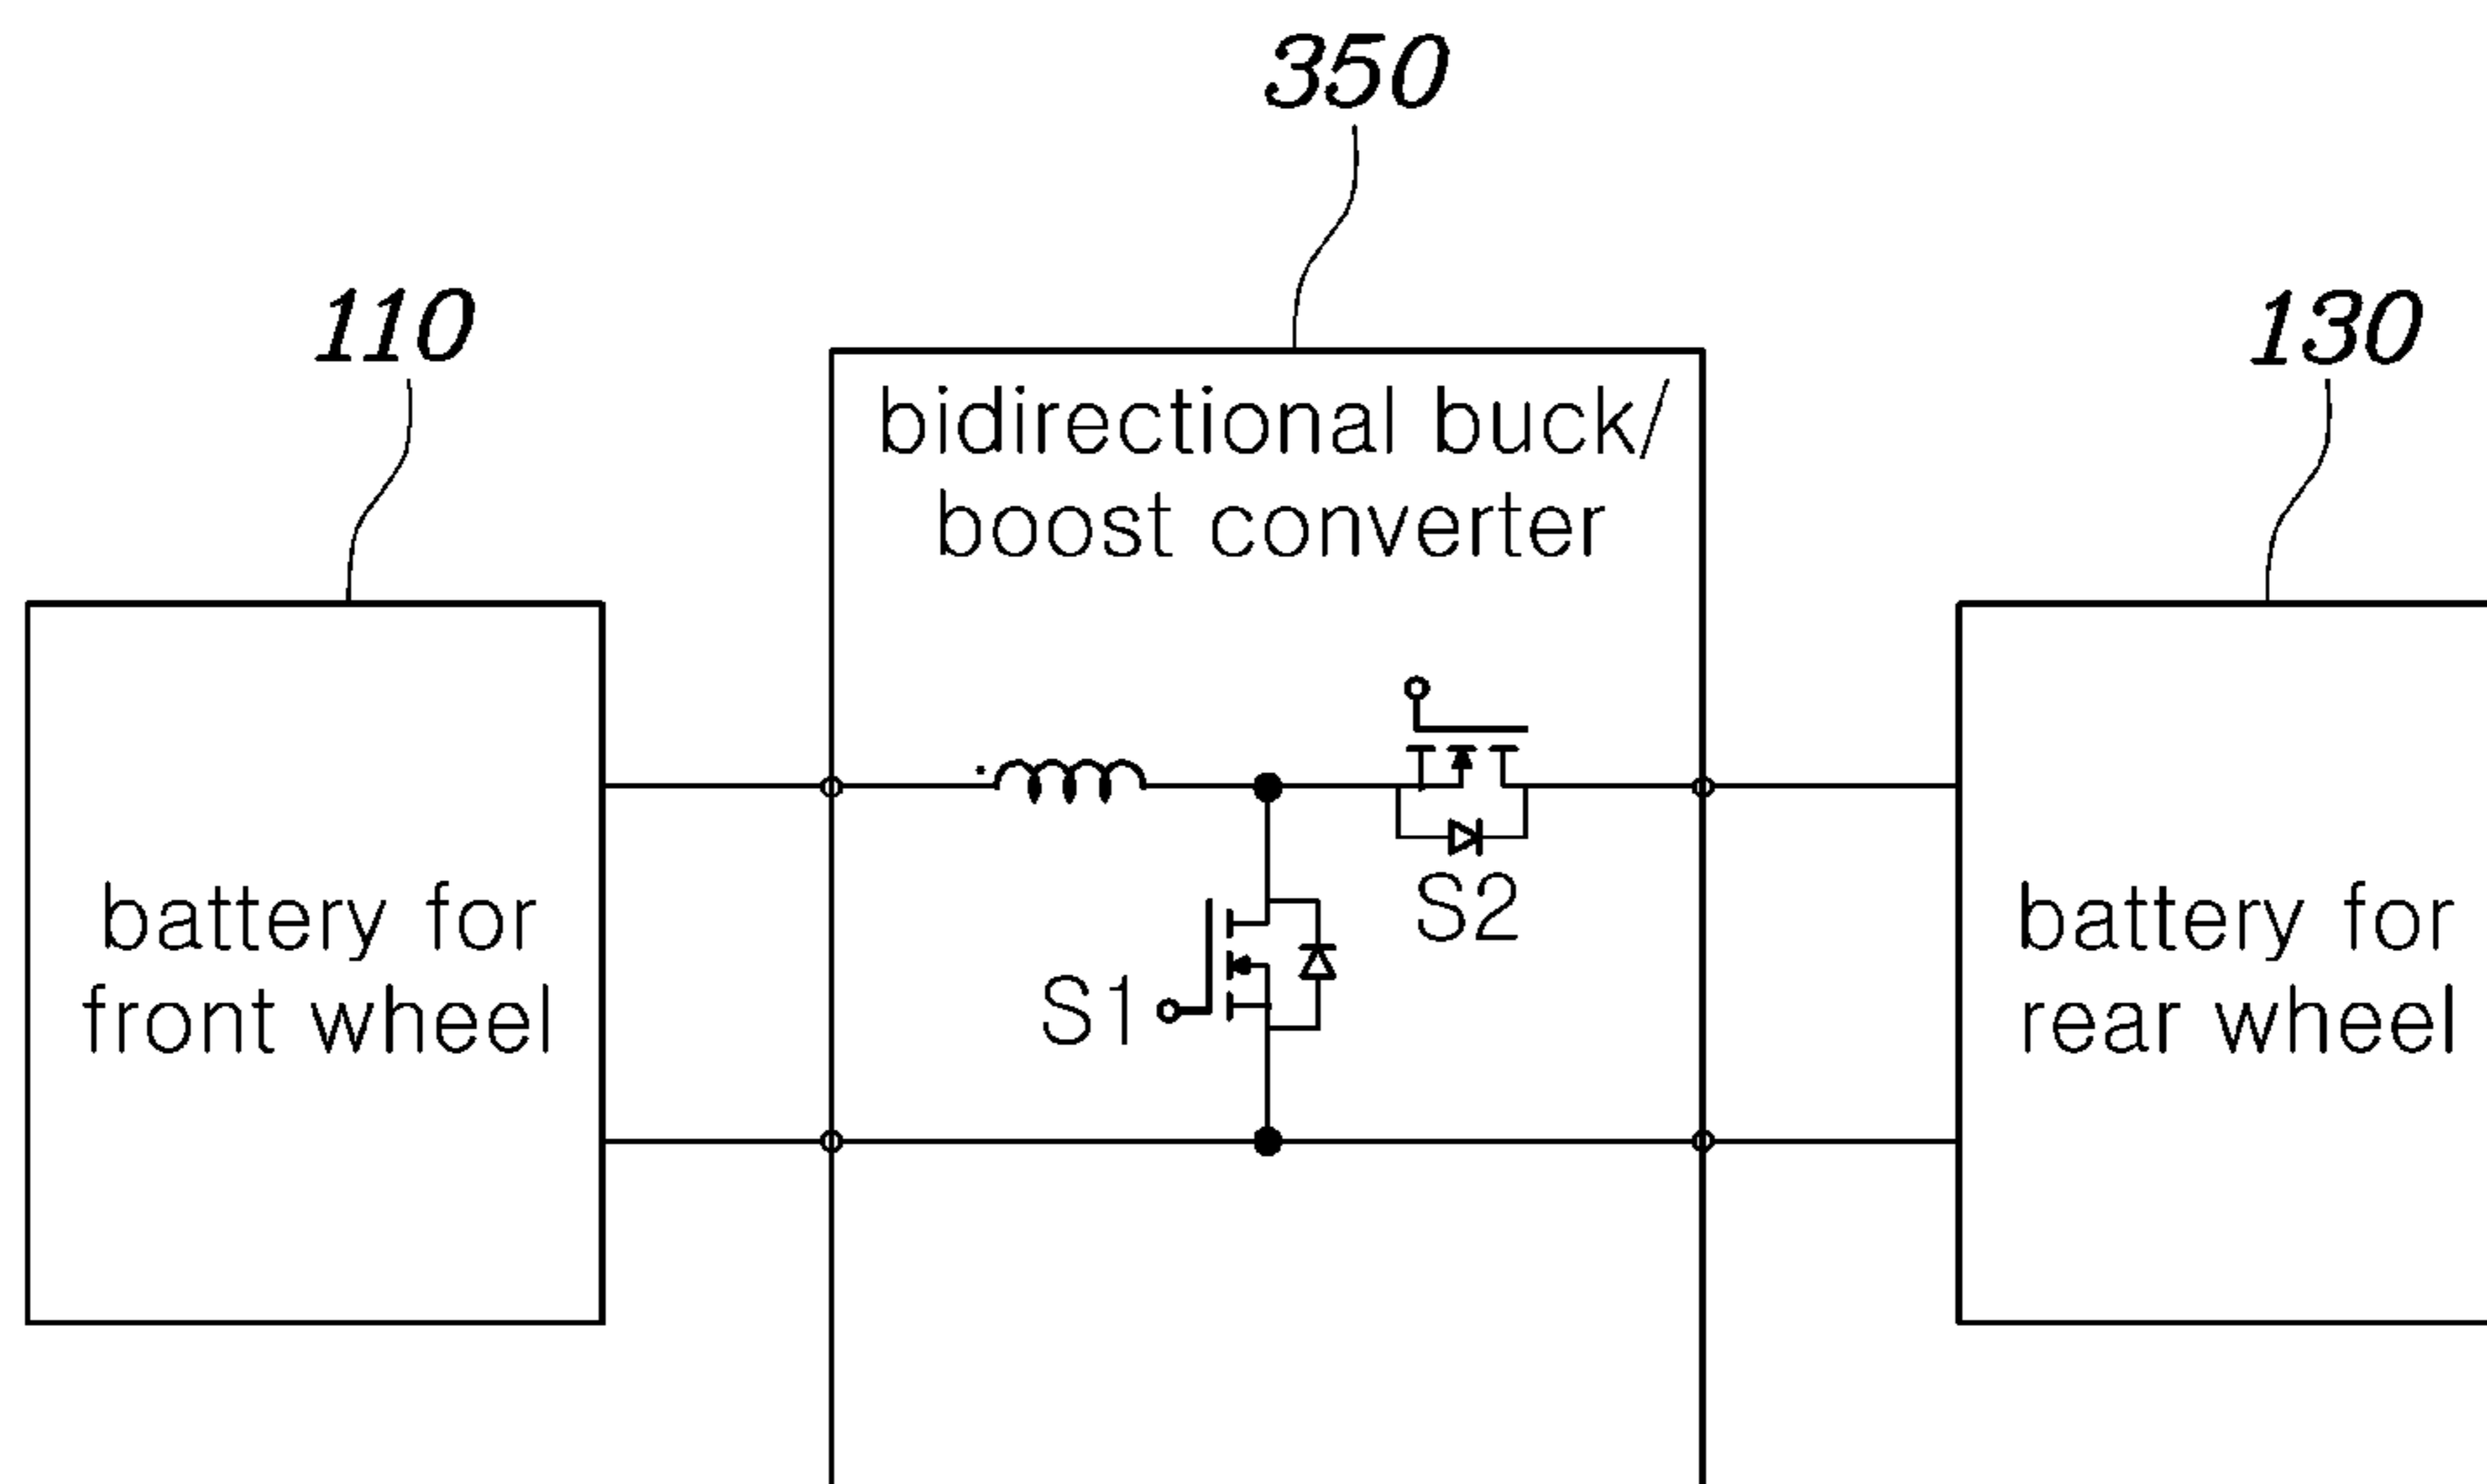 350
110
130
bidirectional buck/
boost converter
S2
S1
battery for
front wheel
battery for
rear wheel